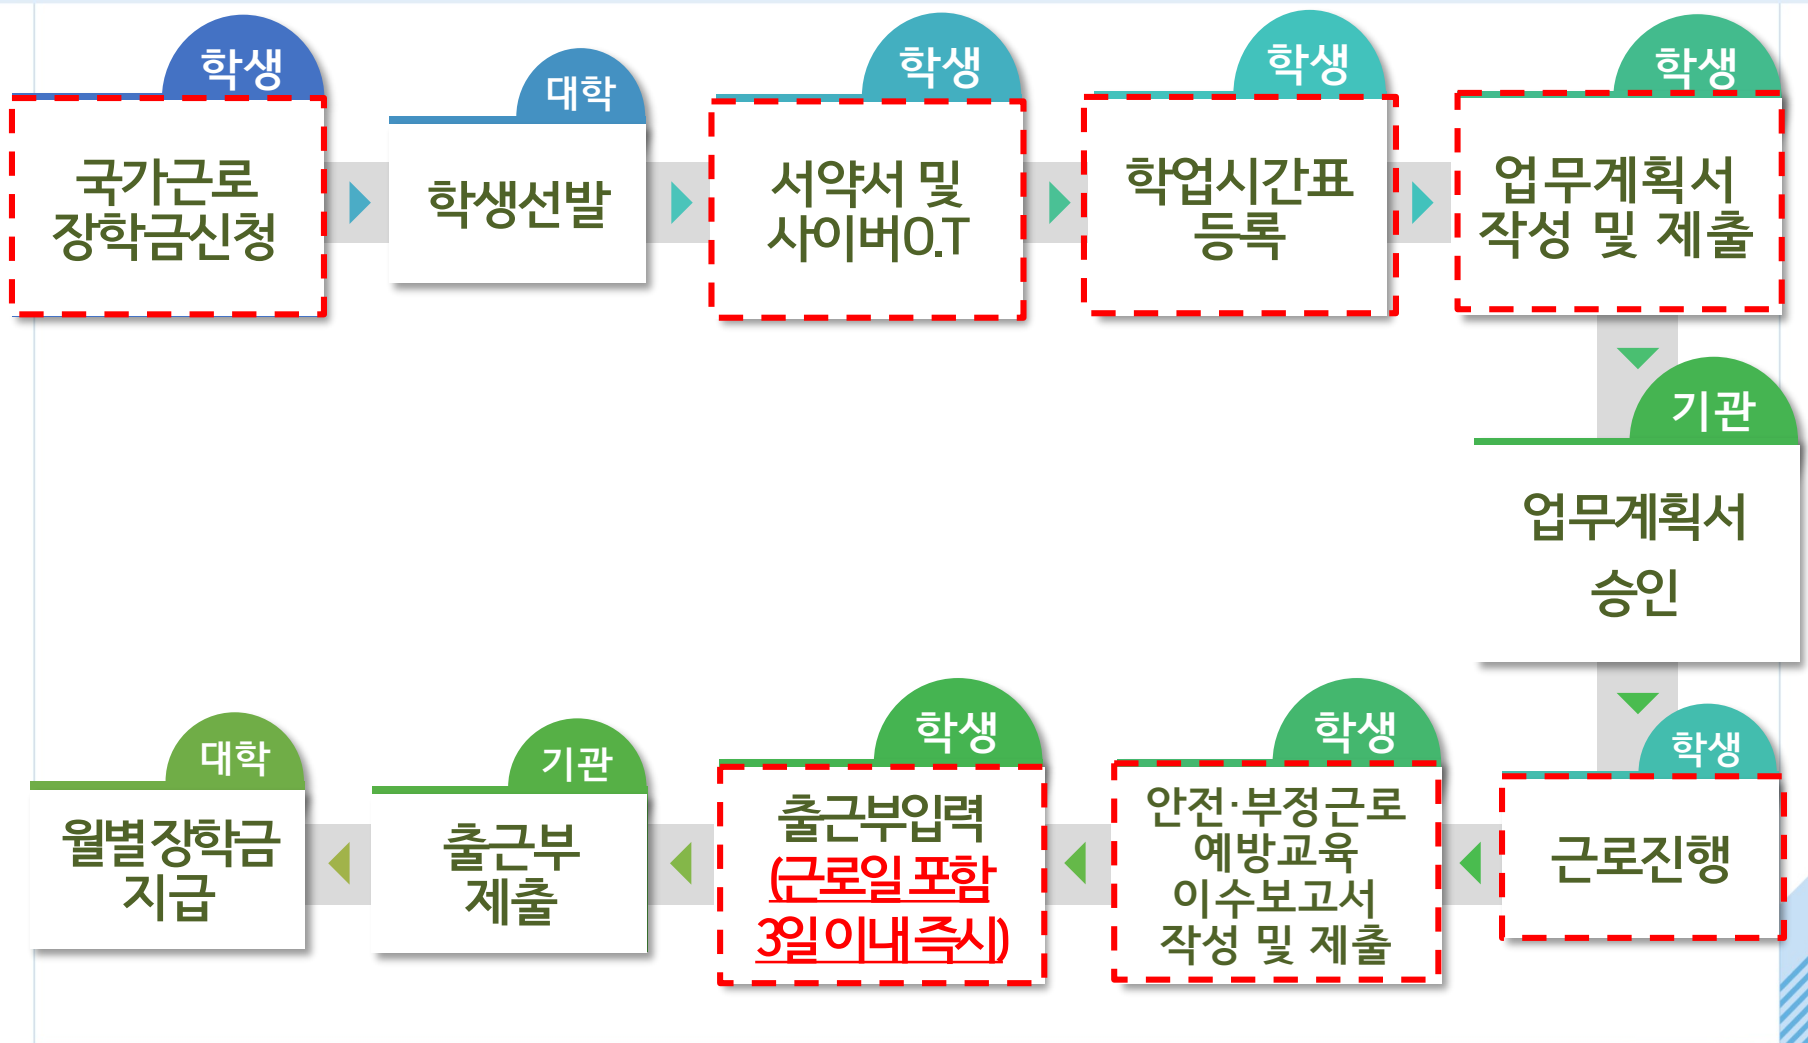 학생
국가근로
장학금신청
대학
학생선발
학생
서약서 및
사이버O.T
학생
학업시간표
등록
학생
업무계획서
작성 및 제출
기관
업무계획서
승인
학생
근로진행
학생
안전·부정근로
예방교육
이수보고서
작성 및 제출
학생
출근부입력
(근로일 포함
3일 이내 즉시)
기관
출근부
제출
대학
월별 장학금
지급